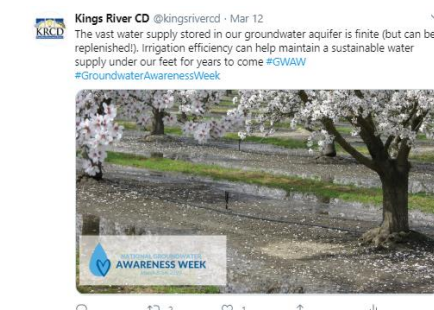 Kings River CD @kingsrivercd · Mar 12
KRCD
The vast water supply stored in our groundwater aquifer is finite (but can be
replenished!). Irrigation efficiency can help maintain a sustainable water
supply under our feet for years to come #GWAW
#GroundwaterAwarenessWeek
NATIONAL GROUNDWATER
AWARENESS WEEK